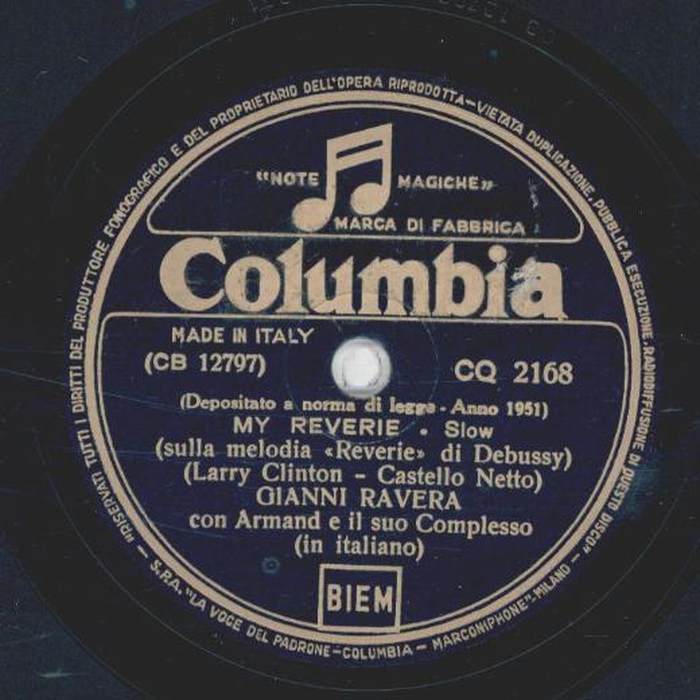 "RISERVATI TUTTI I DIRITTI DEL PRODUTTORE FONOGRAFICO E DEL PROPRIETARIO DELL'OPERA RIPRODOTTA - VIETATA DUPLICAZIONE, PUBBLICA ESECUZIONE, RADIODIFFUSIONE DI QUESTO DISCO"
"NOTE MAGICHE"
MARCA DI FABBRICA
Columbia
MADE IN ITALY
(CB 12797) CQ 2168
(Depositato a norma di legge - Anno 1951)
MY REVERIE . Slow
(sulla melodia «Reverie» di Debussy)
(Larry Clinton - Castello Netto)
GIANNI RAVERA
con Armand e il suo Complesso
(in italiano)
BIEM
— S.P.A. "LA VOCE DEL PADRONE-COLUMBIA - MARCONIPHONE"-MILANO —